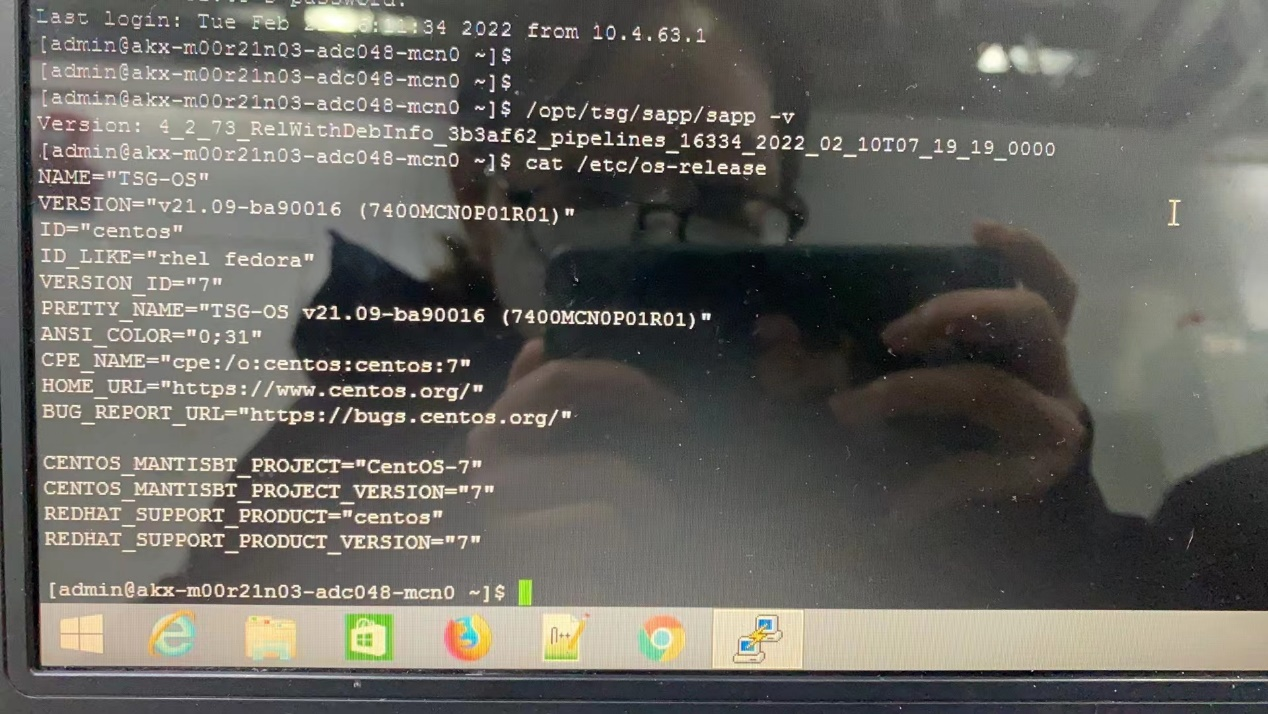 password:
Last login: Tue Feb :11:34 2022 from 10.4.63.1
[admin@akx-m00r21n03-adc048-mcn0 ~]$
[admin@akx-m00r21n03-adc048-mcn0 ~]$
[admin@akx-m00r21n03-adc048-mcn0 ~]$ /opt/tsg/sapp/sapp -v
Version: 4_2_73_RelWithDebInfo_3b3af62_pipelines_16334_2022_02_10T07_19_19_0000
[admin@akx-m00r21n03-adc048-mcn0 ~]$ cat /etc/os-release
NAME="TSG-OS"
VERSION="v21.09-ba90016 (7400MCN0P01R01)"
ID="centos"
ID_LIKE="rhel fedora"
VERSION_ID="7"
PRETTY_NAME="TSG-OS v21.09-ba90016 (7400MCN0P01R01)"
ANSI_COLOR="0;31"
CPE_NAME="cpe:/o:centos:centos:7"
HOME_URL="https://www.centos.org/"
BUG_REPORT_URL="https://bugs.centos.org/"
CENTOS_MANTISBT_PROJECT="CentOS-7"
CENTOS_MANTISBT_PROJECT_VERSION="7"
REDHAT_SUPPORT_PRODUCT="centos"
REDHAT_SUPPORT_PRODUCT_VERSION="7"
[admin@akx-m00r21n03-adc048-mcn0 ~]$